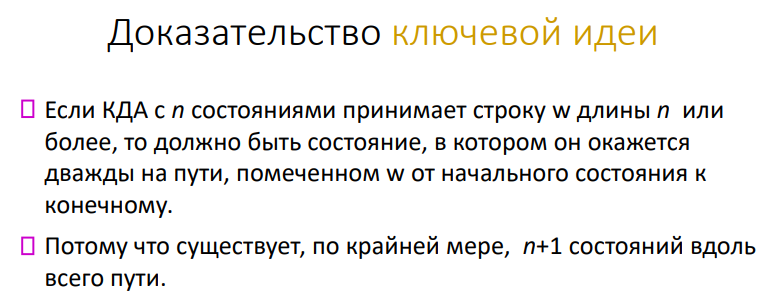 Доказательство ключевой идеи
Если КДА с n состояниями принимает строку w длины n или
более, то должно быть состояние, в котором он окажется
дважды на пути, помеченном w от начального состояния к
конечному.
Потому что существует, по крайней мере, n+1 состояний вдоль
всего пути.